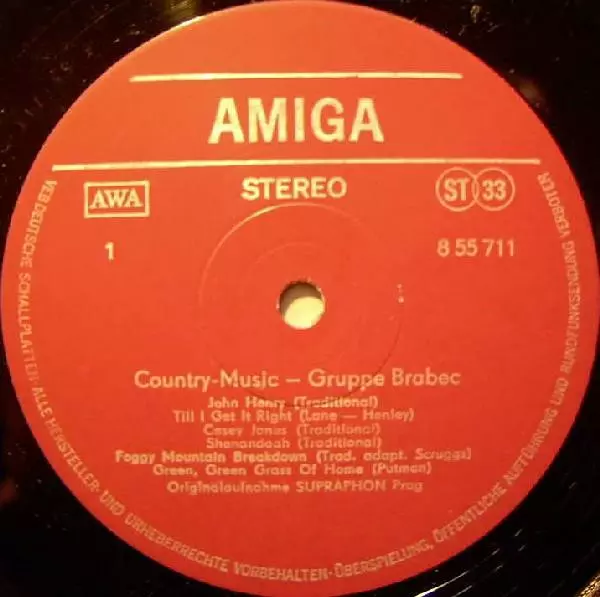 AMIGA
AWA
STEREO
ST 33
1
8 55 711
Country-Music – Gruppe Brabec
John Henry (Traditional)
Till I Get It Right (Lane — Henley)
Casey Jones (Traditional)
Shenandoah (Traditional)
Foggy Mountain Breakdown (Trad. adapt. Scruggs)
Green, Green Grass Of Home (Putman)
Originalaufnahme SUPRAPHON Prag
VEB DEUTSCHE SCHALLPLATTEN·ALLE HERSTELLER- UND URHEBERRECHTE VORBEHALTEN·ÜBERSPIELUNG, ÖFFENTLICHE AUFFÜHRUNG UND RUNDFUNKSENDUNG VERBOTEN